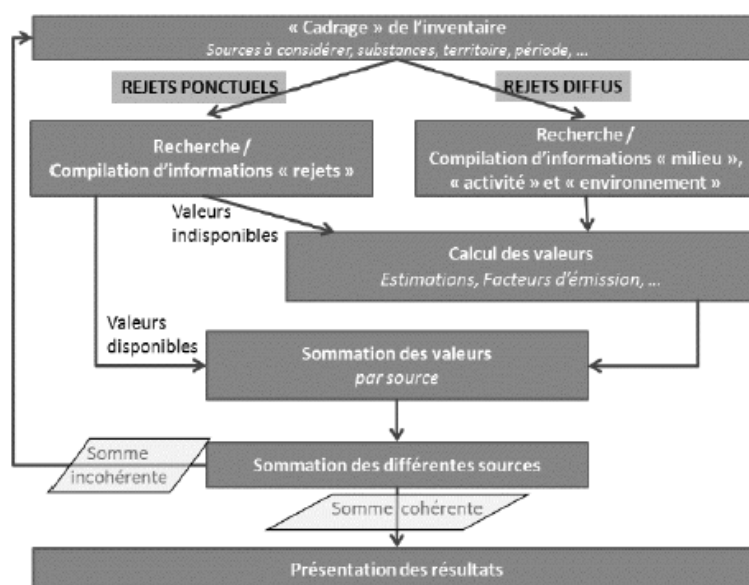 « Cadrage » de l'inventaire
Sources à considérer, substances, territoire, période, ...
REJETS PONCTUELS
REJETS DIFFUS
Recherche /
Compilation d'informations « rejets »
Recherche /
Compilation d'informations « milieu »,
« activité » et « environnement »
Valeurs
indisponibles
Calcul des valeurs
Estimations, Facteurs d'émission, ...
Valeurs
disponibles
Sommation des valeurs
par source
Somme
incohérente
Sommation des différentes sources
Somme cohérente
Présentation des résultats